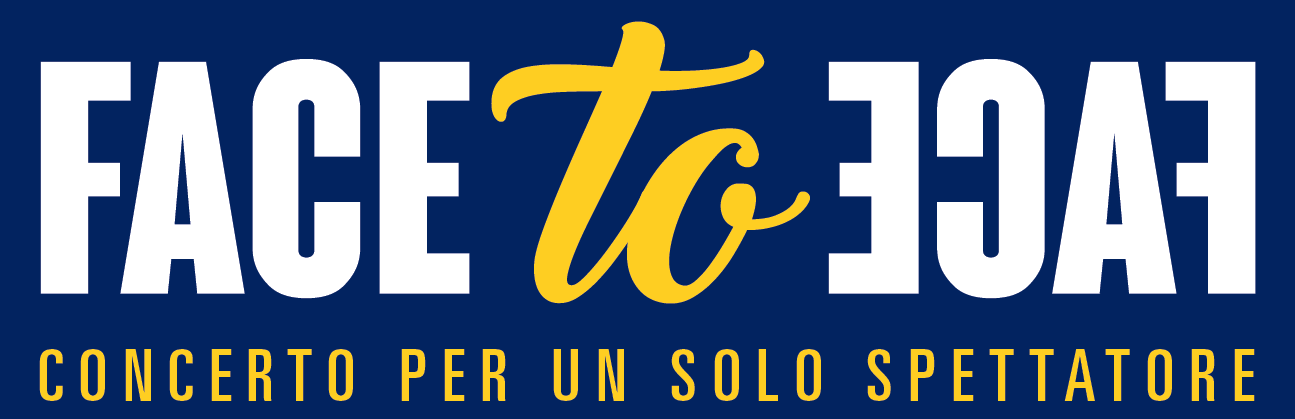 FACE to FACE
CONCERTO PER UN SOLO SPETTATORE